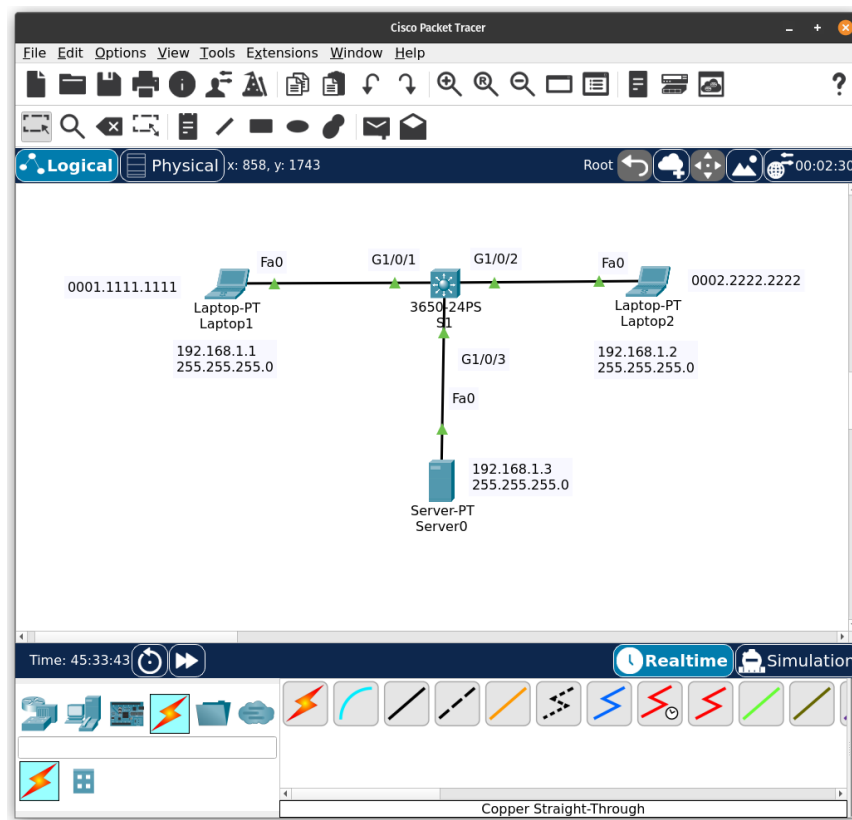 Cisco Packet Tracer
File Edit Options View Tools Extensions Window Help
?
Logical Physical x: 858, y: 1743 Root 00:02:30
Fa0 G1/0/1 G1/0/2 Fa0
0001.1111.1111 0002.2222.2222
Laptop-PT 3650-24PS Laptop-PT
Laptop1 S1 Laptop2
192.168.1.1 192.168.1.2
255.255.255.0 255.255.255.0
G1/0/3
Fa0
192.168.1.3
255.255.255.0
Server-PT
Server0
Time: 45:33:43 Realtime Simulation
Copper Straight-Through